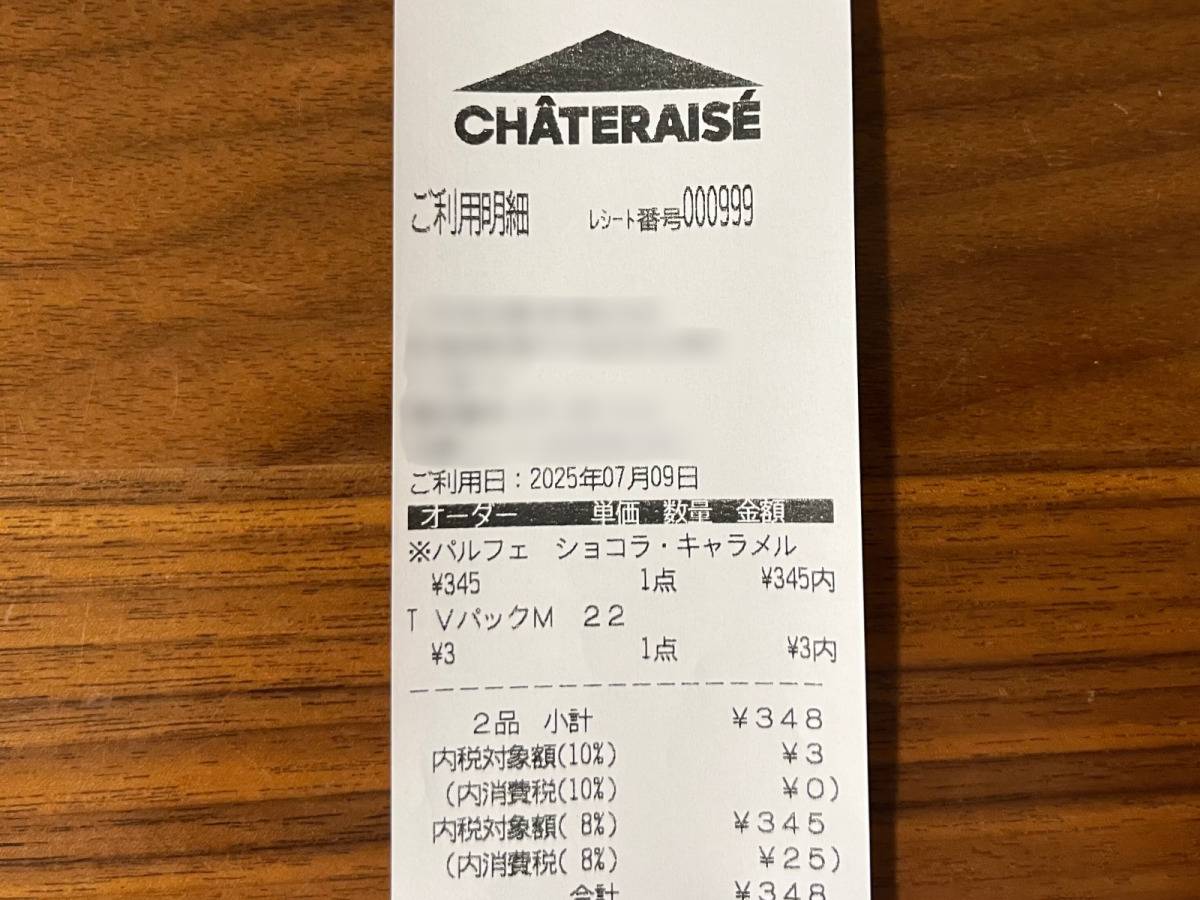 CHÂTERAISÉ
ご利用明細 レシート番号000999
ご利用日:2025年07月09日
オーダー 単価 数量 金額
※パルフェ ショコラ・キャラメル
¥345 1点 ¥345内
TVパックM 22
¥3 1点 ¥3内
2品 小計 ¥348
内税対象額(10%) ¥3
(内消費税(10%) ¥0)
内税対象額( 8%) ¥345
(内消費税( 8%) ¥25)
合計 ¥348